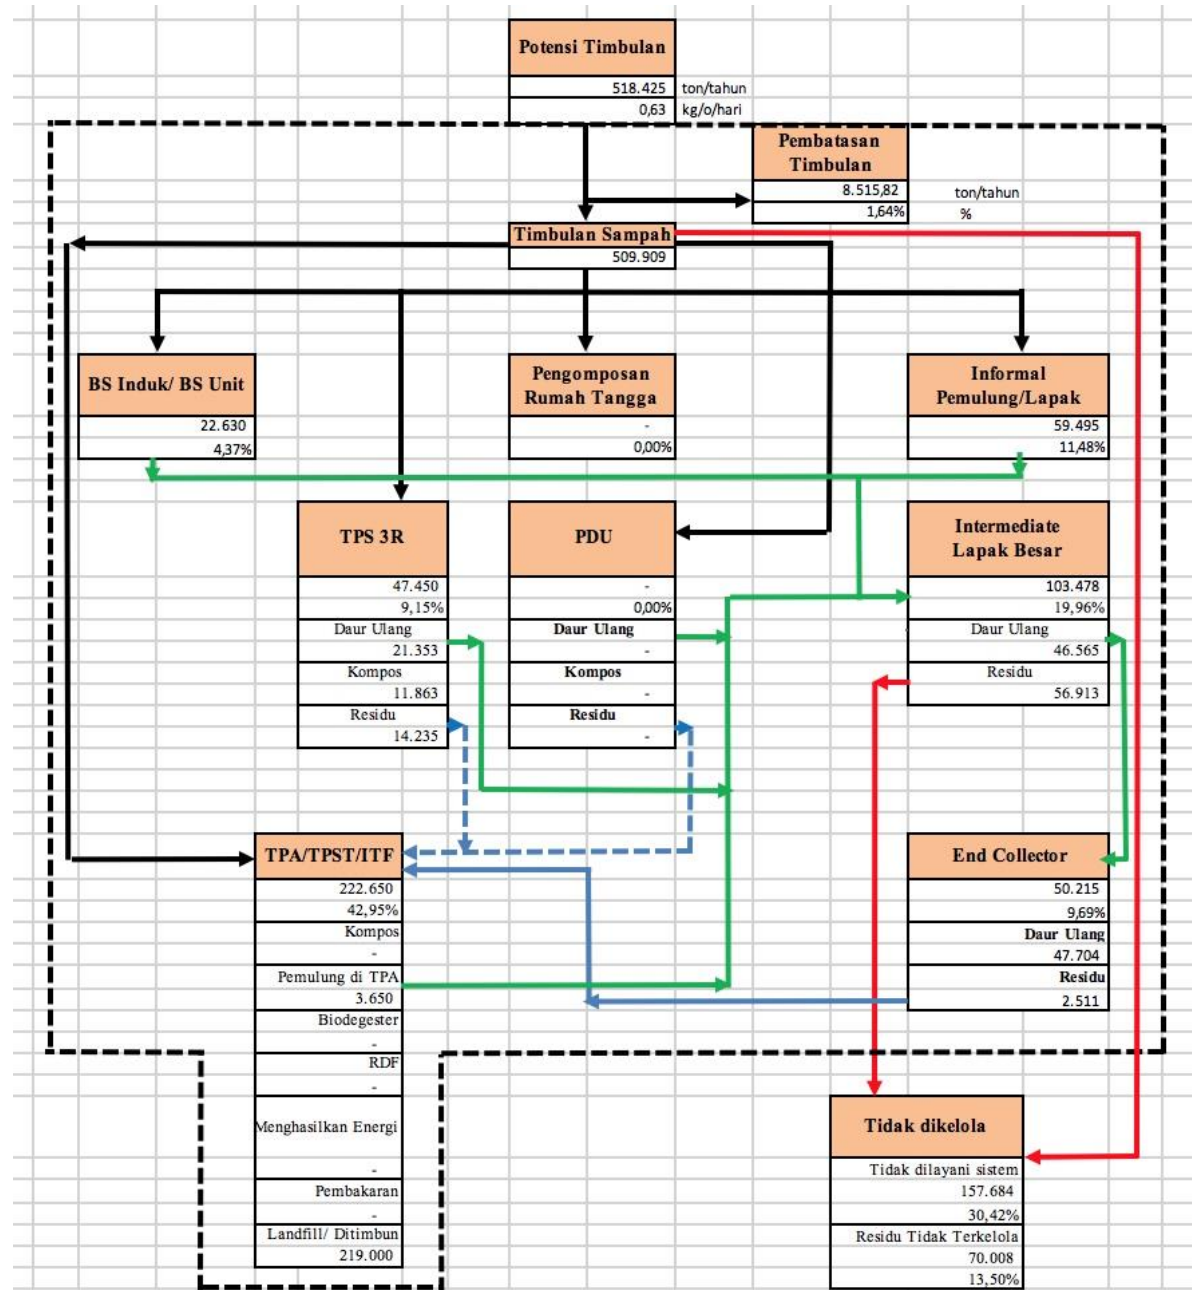 Potensi Timbulan
518.425 ton/tahun
0,63 kg/o/hari
Pembatasan
Timbulan
8.515,82 ton/tahun
1,64% %
Timbulan Sampah
509.909
BS Induk/ BS Unit
22.630
4,37%
Pengomposan
Rumah Tangga
-
0,00%
Informal
Pemulung/Lapak
59.495
11,48%
TPS 3R
47.450
9,15%
Daur Ulang
21.353
Kompos
11.863
Residu
14.235
PDU
-
0,00%
Daur Ulang
-
Kompos
-
Residu
-
Intermediate
Lapak Besar
103.478
19,96%
Daur Ulang
46.565
Residu
56.913
TPA/TPST/ITF
222.650
42,95%
Kompos
-
Pemulung di TPA
3.650
Biodegester
-
RDF
-
Menghasilkan Energi
-
Pembakaran
-
Landfill/ Ditimbun
219.000
End Collector
50.215
9,69%
Daur Ulang
47.704
Residu
2.511
Tidak dikelola
Tidak dilayani sistem
157.684
30,42%
Residu Tidak Terkelola
70.008
13,50%